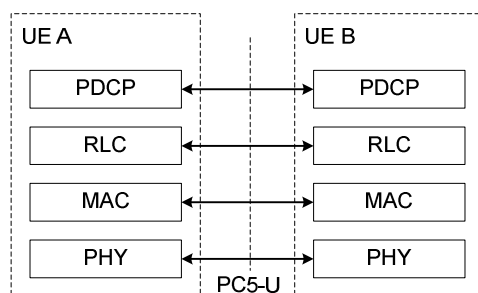 UE A UE B
PDCP PDCP
RLC RLC
MAC MAC
PHY PHY
PC5-U